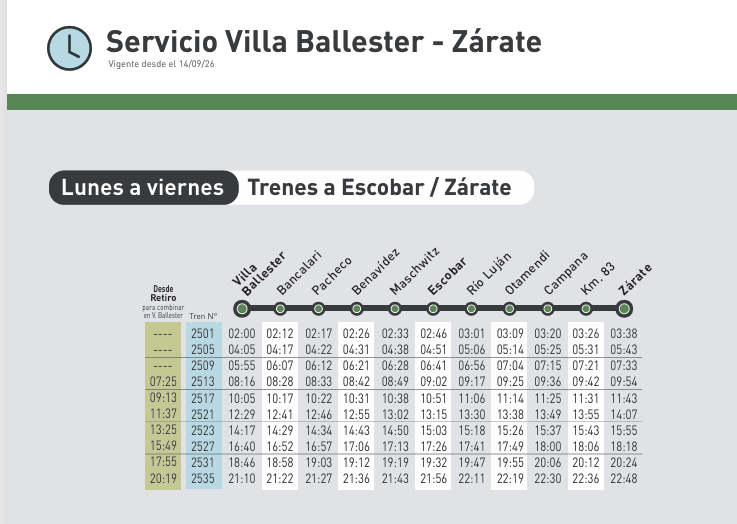 Servicio Villa Ballester - Zárate
Vigente desde el 14/09/26
Lunes a viernes Trenes a Escobar / Zárate
Desde
Retiro
para combinar
en V. Ballester
Tren N°
Villa
Ballester
Bancalari
Pacheco
Benavídez
Maschwitz
Escobar
Río Luján
Otamendi
Campana
Km. 83
Zárate
---- 2501 02:00 02:12 02:17 02:26 02:33 02:46 03:01 03:09 03:20 03:26 03:38
---- 2505 04:05 04:17 04:22 04:31 04:38 04:51 05:06 05:14 05:25 05:31 05:43
---- 2509 05:55 06:07 06:12 06:21 06:28 06:41 06:56 07:04 07:15 07:21 07:33
07:25 2513 08:16 08:28 08:33 08:42 08:49 09:02 09:17 09:25 09:36 09:42 09:54
09:13 2517 10:05 10:17 10:22 10:31 10:38 10:51 11:06 11:14 11:25 11:31 11:43
11:37 2521 12:29 12:41 12:46 12:55 13:02 13:15 13:30 13:38 13:49 13:55 14:07
13:25 2523 14:17 14:29 14:34 14:43 14:50 15:03 15:18 15:26 15:37 15:43 15:55
15:49 2527 16:40 16:52 16:57 17:06 17:13 17:26 17:41 17:49 18:00 18:06 18:18
17:55 2531 18:46 18:58 19:03 19:12 19:19 19:32 19:47 19:55 20:06 20:12 20:24
20:19 2535 21:10 21:22 21:27 21:36 21:43 21:56 22:11 22:19 22:30 22:36 22:48